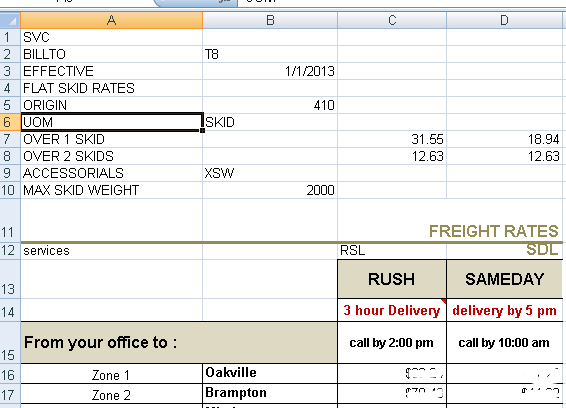 A B C D
1 SVC
2 BILLTO T8
3 EFFECTIVE 1/1/2013
4 FLAT SKID RATES
5 ORIGIN 410
6 UOM SKID
7 OVER 1 SKID 31.55 18.94
8 OVER 2 SKIDS 12.63 12.63
9 ACCESSORIALS XSW
10 MAX SKID WEIGHT 2000
11 FREIGHT RATES
12 services RSL SDL
13 RUSH SAMEDAY
14 3 hour Delivery delivery by 5 pm
15 From your office to : call by 2:00 pm call by 10:00 am
16 Zone 1 Oakville
17 Zone 2 Brampton